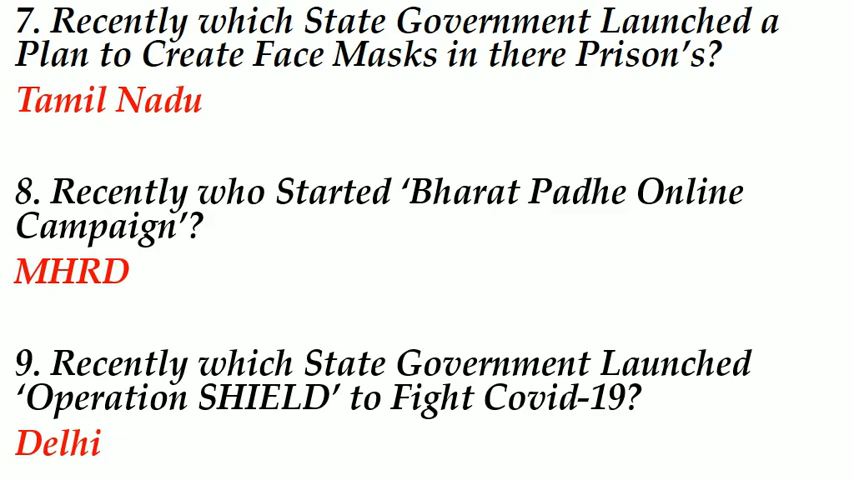 7. Recently which State Government Launched a
Plan to Create Face Masks in there Prison’s?
Tamil Nadu
8. Recently who Started ‘Bharat Padhe Online
Campaign’?
MHRD
9. Recently which State Government Launched
‘Operation SHIELD’ to Fight Covid-19?
Delhi